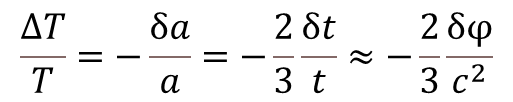 ΔT/T = − δa/a = − 2/3 δt/t ≈ − 2/3 δφ/c²